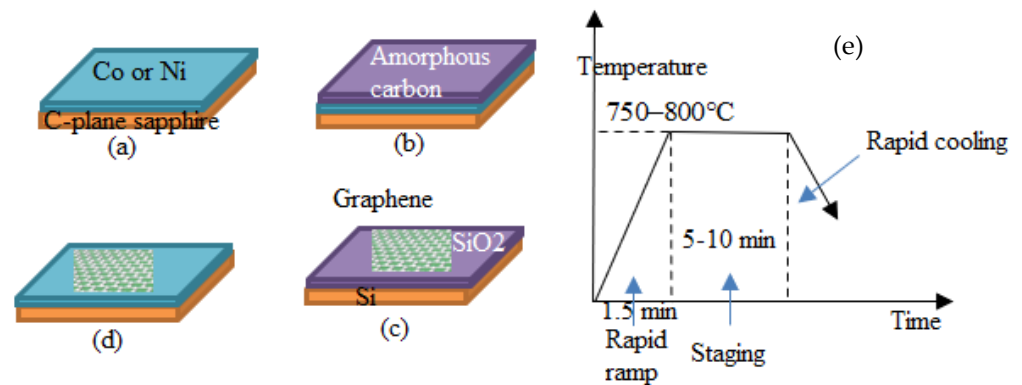 Co or Ni
C-plane sapphire
(a)
Amorphous
carbon
(b)
(d)
Graphene
SiO2
Si
(c)
(e)
Temperature
750–800°C
Rapid cooling
5-10 min
1.5 min
Time
Rapid
ramp
Staging